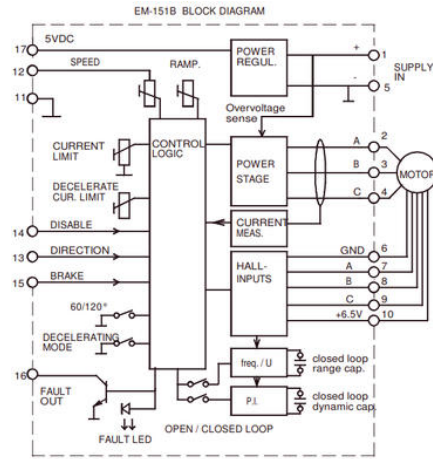 EM-151B BLOCK DIAGRAM
17
5VDC
POWER
REGUL.
+
1
SUPPLY
IN
-
5
12
SPEED
RAMP.
11
Overvoltage
sense
CURRENT
LIMIT
CONTROL
LOGIC
POWER
STAGE
A
2
B
3
C
4
MOTOR
DECELERATE
CUR. LIMIT
CURRENT
MEAS.
14
DISABLE
13
DIRECTION
15
BRAKE
HALL-
INPUTS
GND
6
A
7
B
8
C
9
+6.5V
10
60/120°
DECELERATING
MODE
16
FAULT
OUT
FAULT LED
freq. / U
closed loop
range cap.
P.I.
closed loop
dynamic cap.
OPEN / CLOSED LOOP